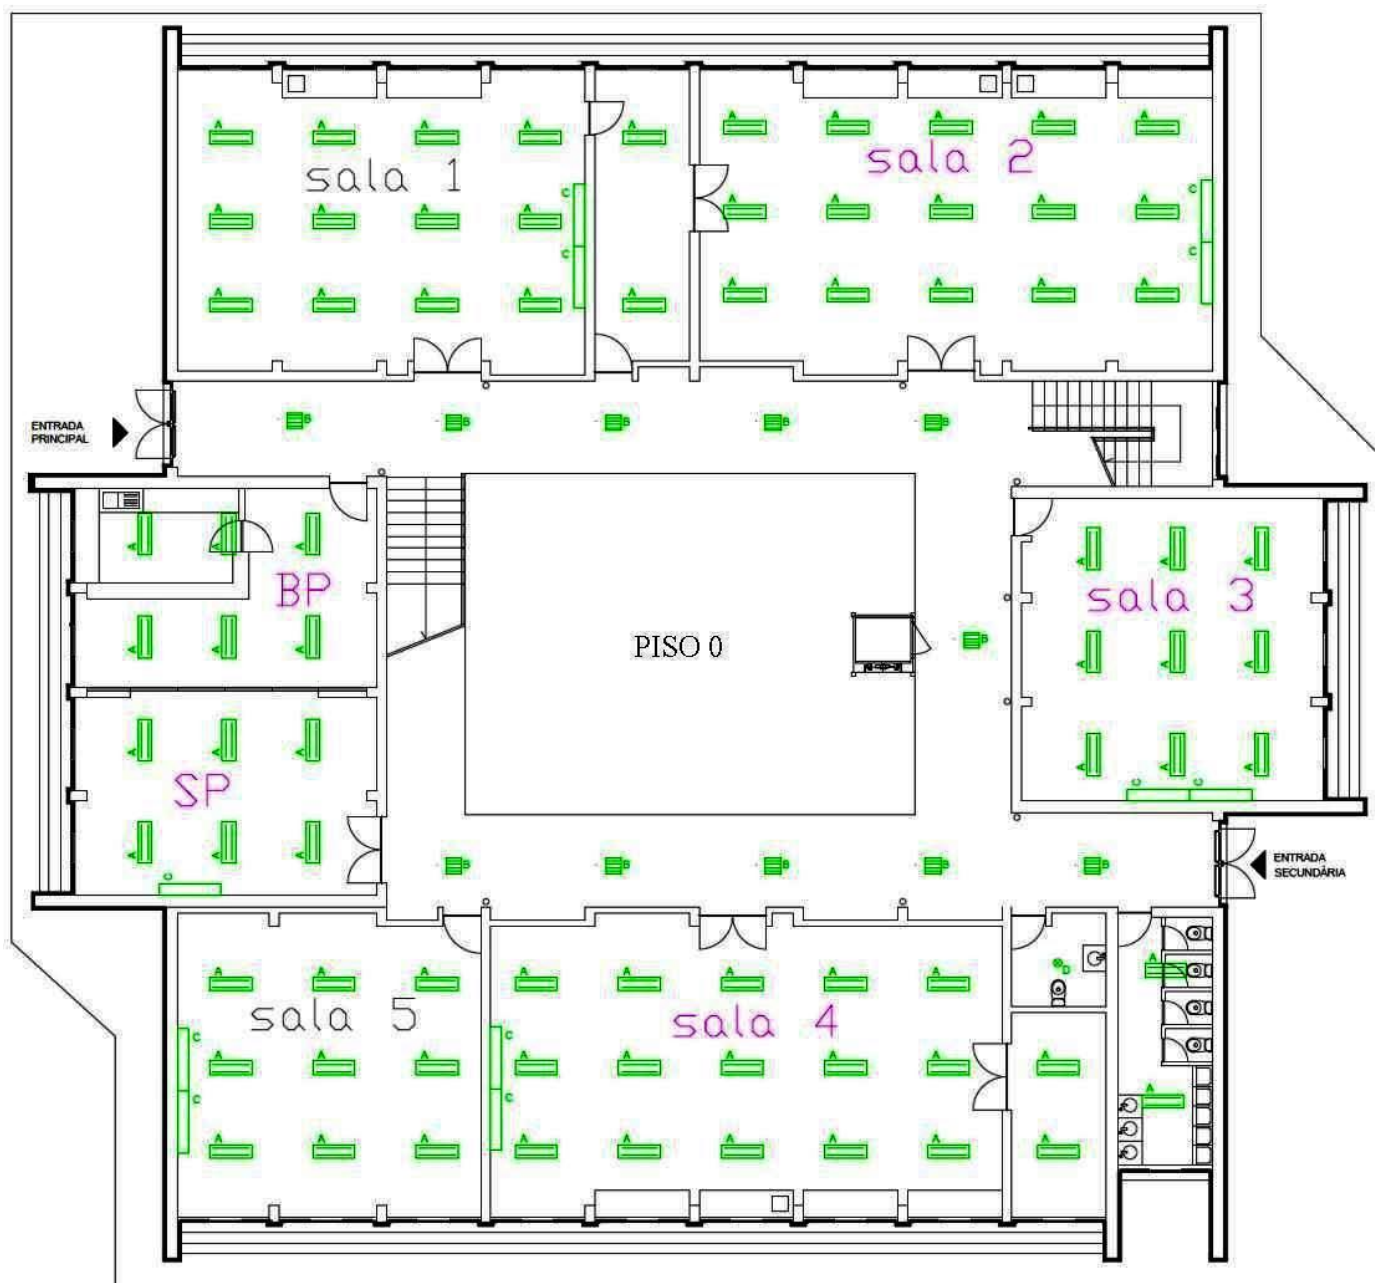 A A A A A A A A A A
sala 1
sala 2
C C
A A A A A A A A A
C C
A A A A A A A A A A
B B B B B
ENTRADA
PRINCIPAL
A A A A A A
BP
sala 3
A A A
PISO 0
B
A A A
A A A A A A
SP
C C
A A A
C
B B B B B
ENTRADA
SECUNDÁRIA
A A A A A A A A D A
sala 5
sala 4
C C
A A A A A A A A A
C C
A
A A A A A A A A A